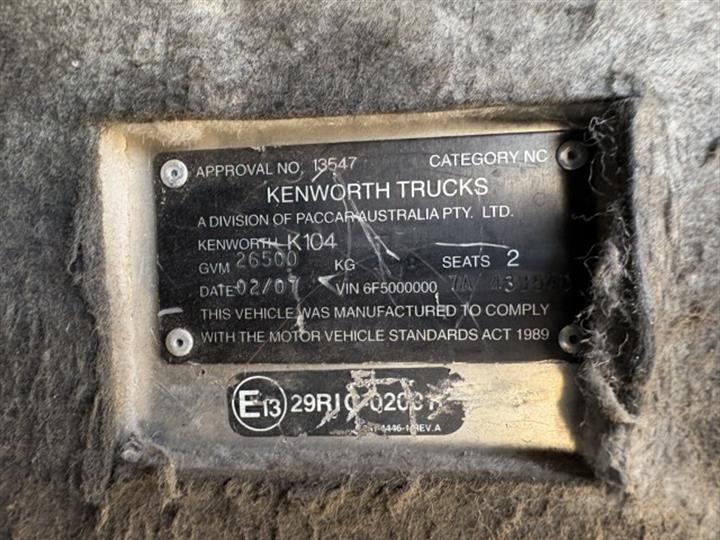 APPROVAL NO. 13547 CATEGORY NC
KENWORTH TRUCKS
A DIVISION OF PACCAR AUSTRALIA PTY. LTD.
KENWORTH K104
GVM 26500 KG SEATS 2
DATE 02/07 VIN 6F5000000
THIS VEHICLE WAS MANUFACTURED TO COMPLY
WITH THE MOTOR VEHICLE STANDARDS ACT 1989
E13